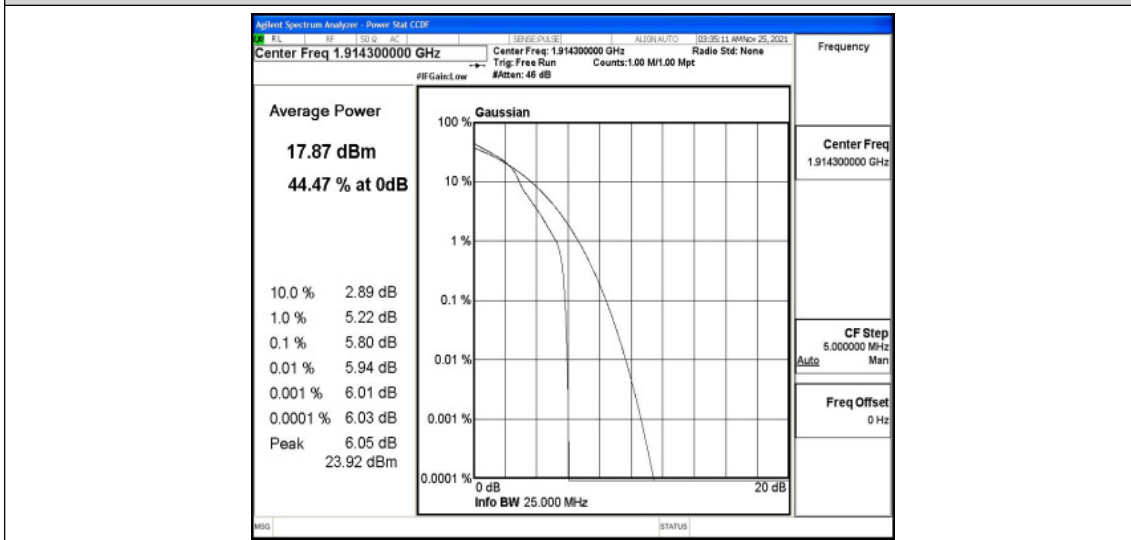 Agilent Spectrum Analyzer - Power Stat CCDF
RL RF 50 Ω AC SENSE:PULSE ALIGN AUTO 03:35:11 AM Nov 25, 2021
Center Freq 1.914300000 GHz
Center Freq: 1.914300000 GHz Radio Std: None
Trig: Free Run Counts:1.00 M/1.00 Mpt
#IFGain:Low #Atten: 46 dB
Frequency
Average Power
17.87 dBm
44.47 % at 0dB
10.0 % 2.89 dB
1.0 % 5.22 dB
0.1 % 5.80 dB
0.01 % 5.94 dB
0.001 % 6.01 dB
0.0001 % 6.03 dB
Peak 6.05 dB
23.92 dBm
Gaussian
100 %
10 %
1 %
0.1 %
0.01 %
0.001 %
0.0001 %
0 dB 20 dB
Info BW 25.000 MHz
Center Freq
1.914300000 GHz
CF Step
5.000000 MHz
Auto Man
Freq Offset
0 Hz
MSG STATUS